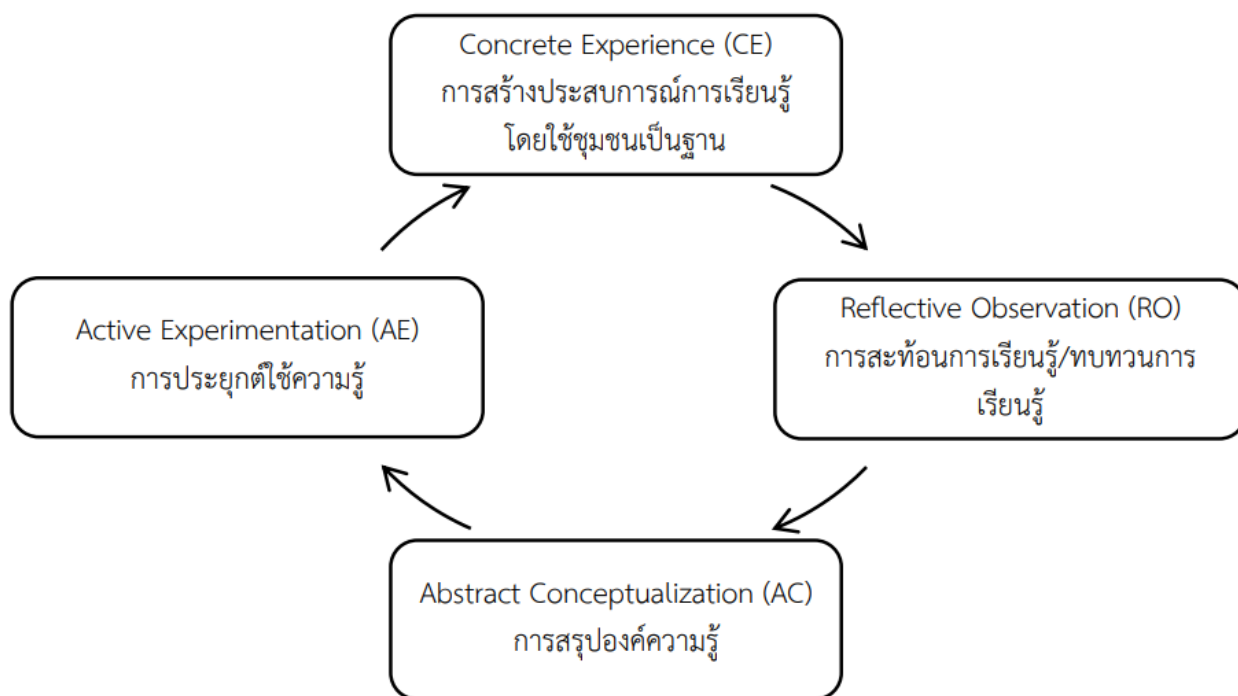 Concrete Experience (CE)
การสร้างประสบการณ์การเรียนรู้
โดยใช้ชุมชนเป็นฐาน
Reflective Observation (RO)
การสะท้อนการเรียนรู้/ทบทวนการ
เรียนรู้
Abstract Conceptualization (AC)
การสรุปองค์ความรู้
Active Experimentation (AE)
การประยุกต์ใช้ความรู้